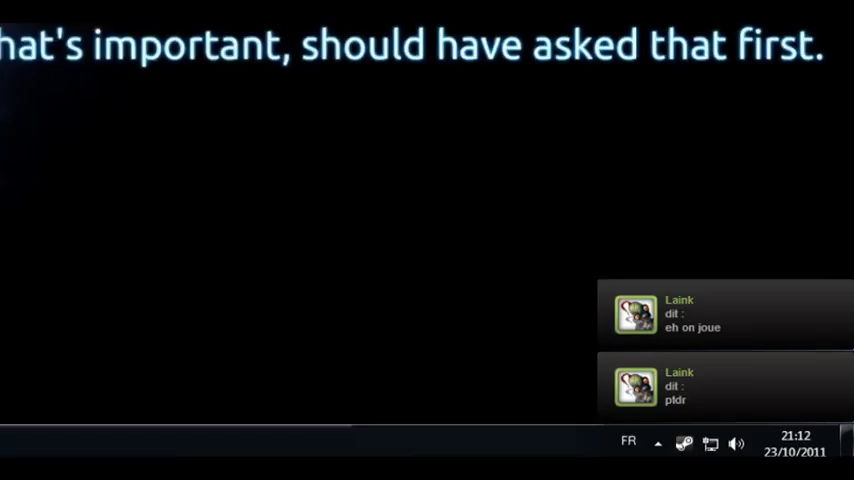 hat's important, should have asked that first.
Laink
dit :
eh on joue
Laink
dit :
ptdr
FR
21:12
23/10/2011